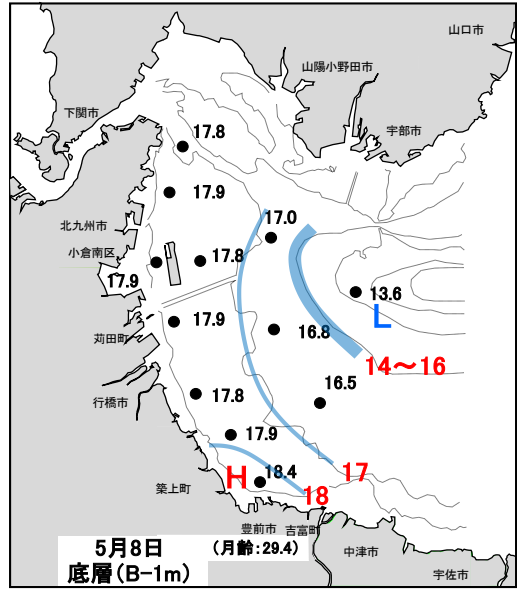 山口市
山陽小野田市
下関市
宇部市
17.8
17.9
17.0
北九州市
小倉南区
17.8
17.9
13.6
L
17.9
16.8
苅田町
14～16
16.5
17.8
行橋市
17.9
17
18.4
H
18
築上町
豊前市
吉富町
5月8日
(月齢:29.4)
中津市
底層(B-1m)
宇佐市